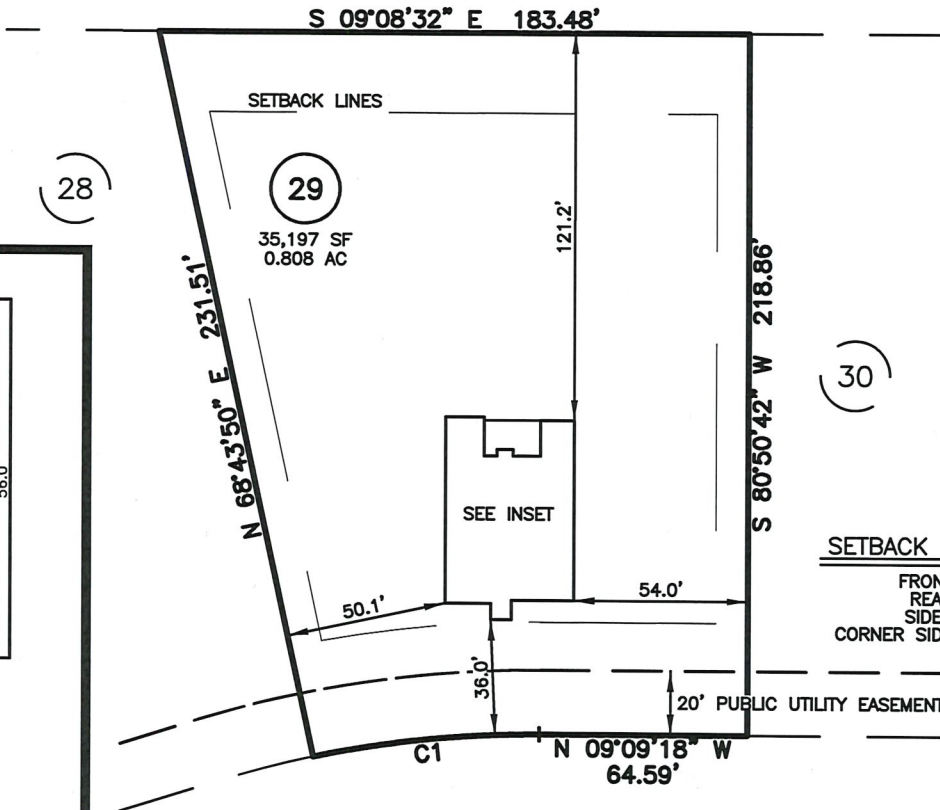 S 09°08'32" E 183.48'
SETBACK LINES
28
29
35,197 SF
0.808 AC
121.2'
N 68°43'50" E 231.51'
S 80°50'42" W 218.86'
30
56.0
SEE INSET
SETBACK
FRON
REA
SIDE
CORNER SID
50.1'
54.0'
36.0'
20' PUBLIC UTILITY EASEMENT
C1
N 09°09'18" W
64.59'